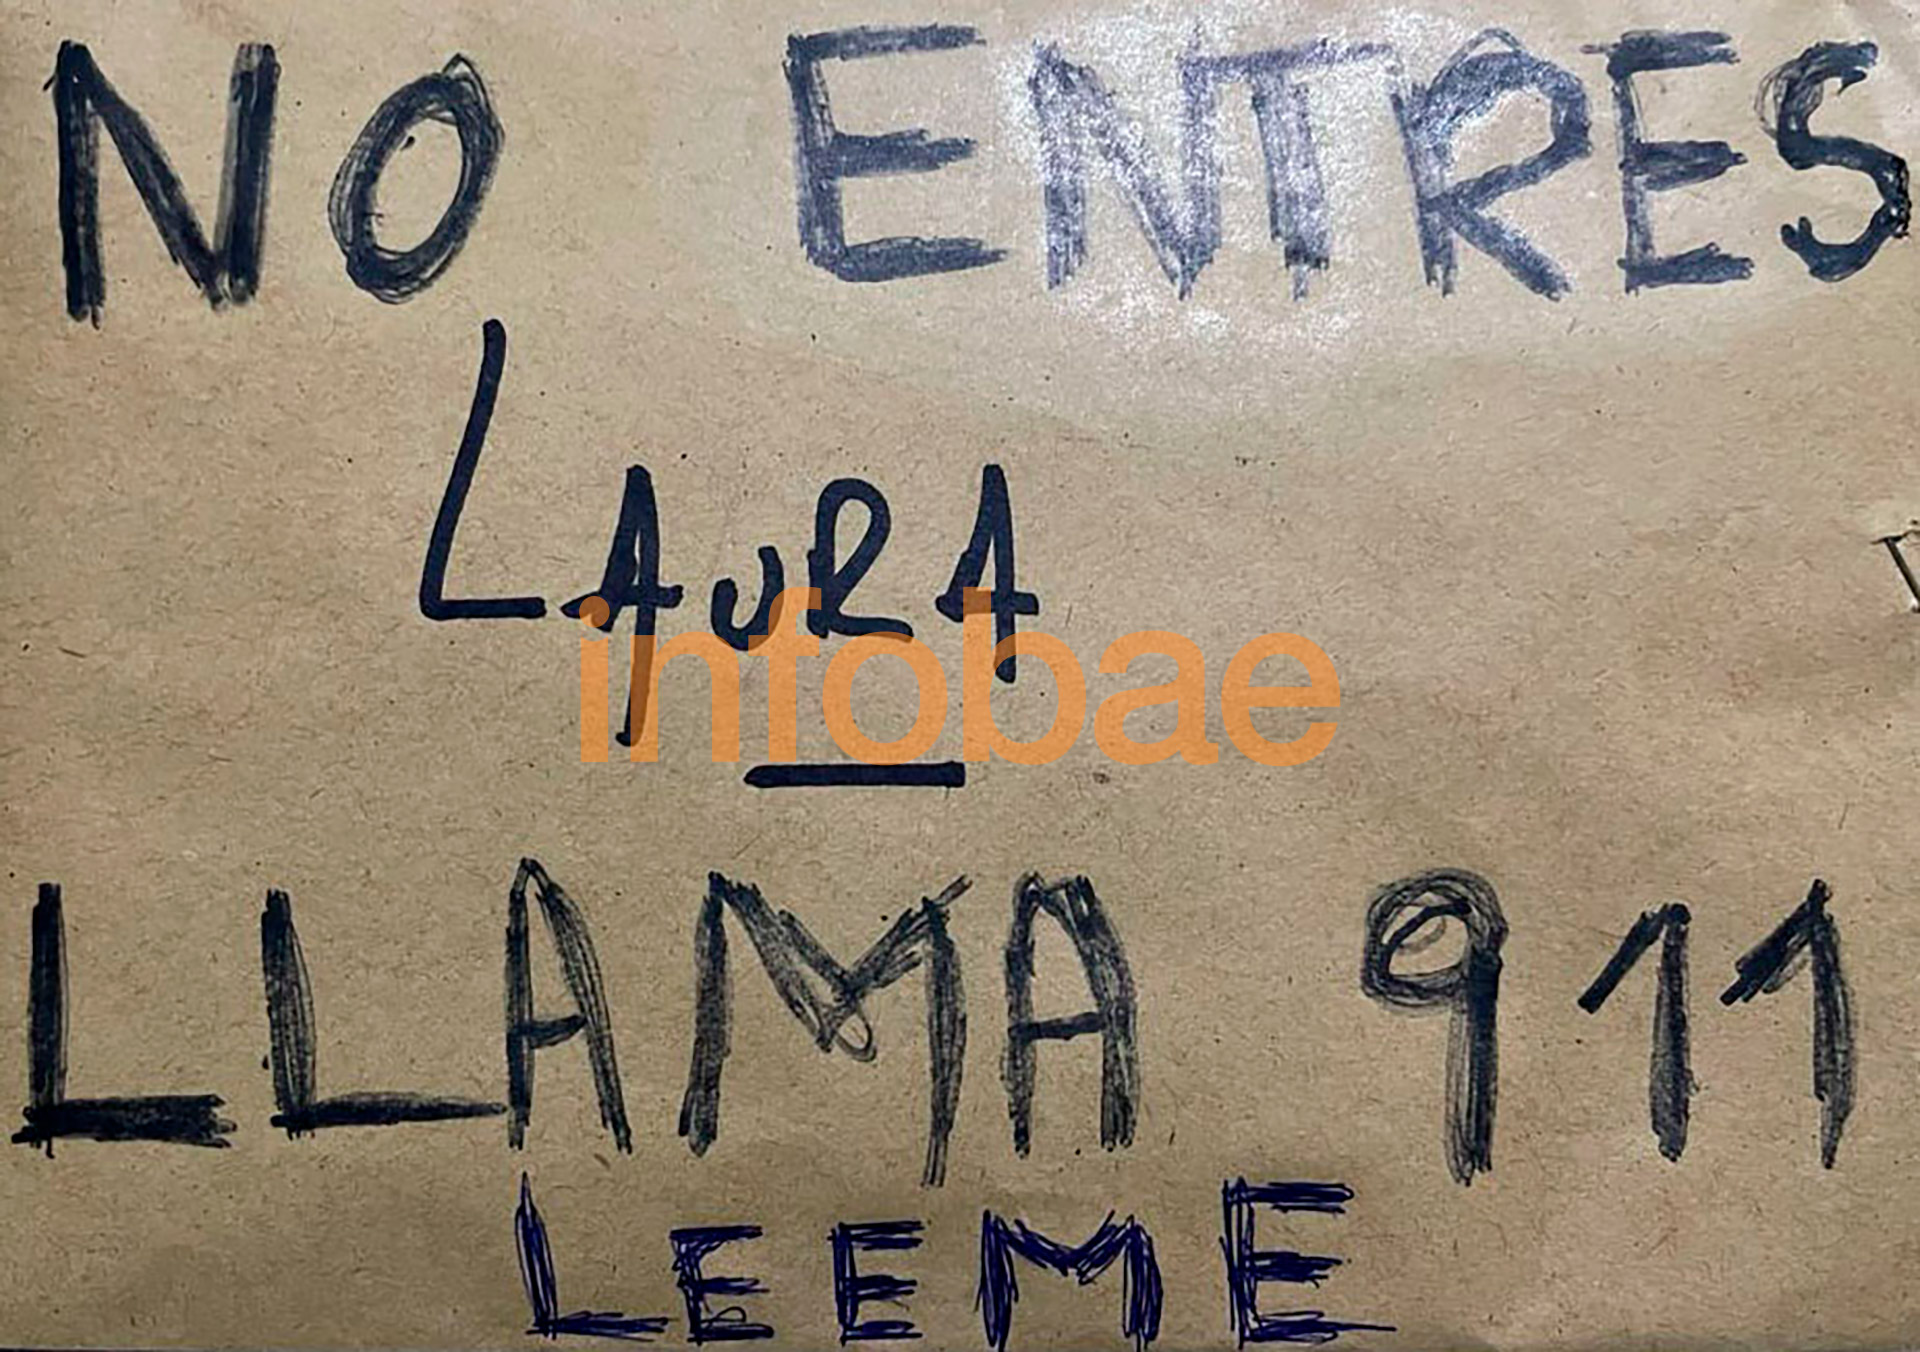 NO ENTRES
LAURA
infobae
LLAMA 911
LEEME